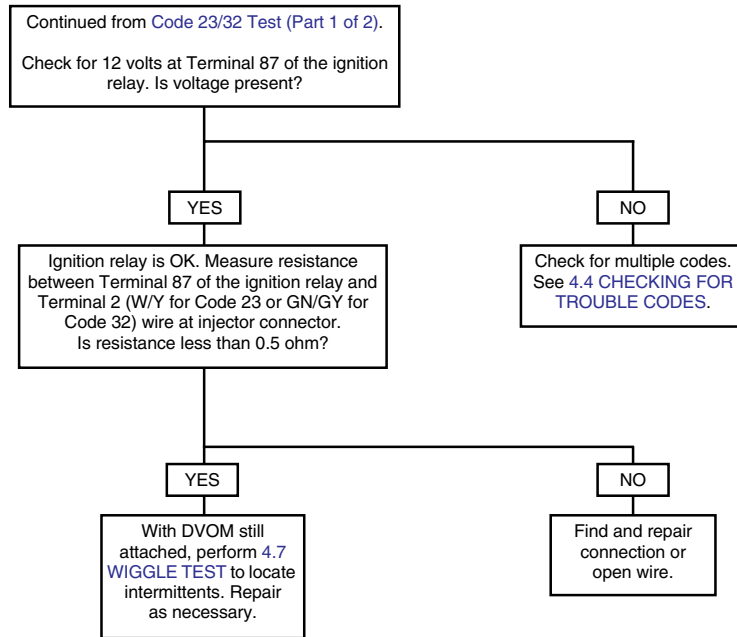 Continued from Code 23/32 Test (Part 1 of 2).
Check for 12 volts at Terminal 87 of the ignition
relay. Is voltage present?
YES
NO
Ignition relay is OK. Measure resistance
between Terminal 87 of the ignition relay and
Terminal 2 (W/Y for Code 23 or GN/GY for
Code 32) wire at injector connector.
Is resistance less than 0.5 ohm?
Check for multiple codes.
See 4.4 CHECKING FOR
TROUBLE CODES.
YES
NO
With DVOM still
attached, perform 4.7
WIGGLE TEST to locate
intermittents. Repair
as necessary.
Find and repair
connection or
open wire.